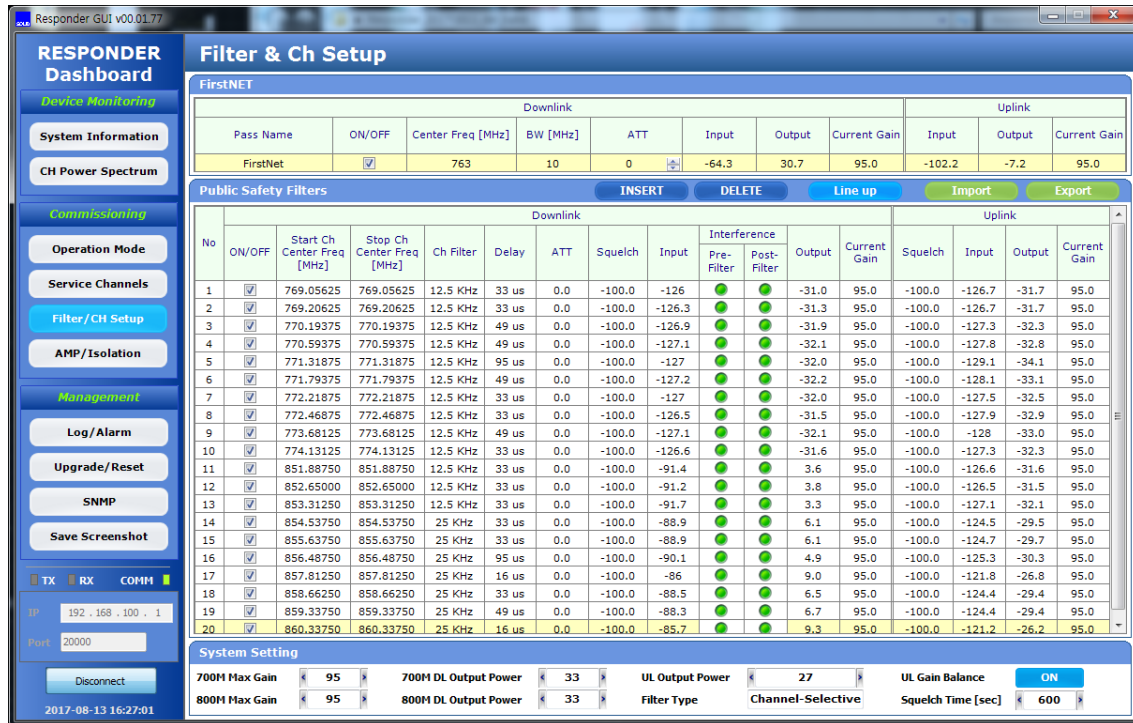 Responder GUI v00.01.77
RESPONDER
Dashboard
Device Monitoring
System Information
CH Power Spectrum
Commissioning
Operation Mode
Service Channels
Filter/CH Setup
AMP/Isolation
Management
Log/Alarm
Upgrade/Reset
SNMP
Save Screenshot
TX RX COMM
IP 192 . 168 . 100 . 1
Port 20000
Disconnect
2017-08-13 16:27:01
Filter & Ch Setup
FirstNET
Downlink Uplink
Pass Name ON/OFF Center Freq [MHz] BW [MHz] ATT Input Output Current Gain Input Output Current Gain
FirstNet 763 10 0 -64.3 30.7 95.0 -102.2 -7.2 95.0
Public Safety Filters INSERT DELETE Line up Import Export
Downlink Uplink
No ON/OFF Start Ch Center Freq [MHz] Stop Ch Center Freq [MHz] Ch Filter Delay ATT Squelch Input Interference Pre-Filter Post-Filter Output Current Gain Squelch Input Output Current Gain
1 769.05625 769.05625 12.5 KHz 33 us 0.0 -100.0 -126 -31.0 95.0 -100.0 -126.7 -31.7 95.0
2 769.20625 769.20625 12.5 KHz 33 us 0.0 -100.0 -126.3 -31.3 95.0 -100.0 -126.7 -31.7 95.0
3 770.19375 770.19375 12.5 KHz 49 us 0.0 -100.0 -126.9 -31.9 95.0 -100.0 -127.3 -32.3 95.0
4 770.59375 770.59375 12.5 KHz 49 us 0.0 -100.0 -127.1 -32.1 95.0 -100.0 -127.8 -32.8 95.0
5 771.31875 771.31875 12.5 KHz 95 us 0.0 -100.0 -127 -32.0 95.0 -100.0 -129.1 -34.1 95.0
6 771.79375 771.79375 12.5 KHz 49 us 0.0 -100.0 -127.2 -32.2 95.0 -100.0 -128.1 -33.1 95.0
7 772.21875 772.21875 12.5 KHz 33 us 0.0 -100.0 -127 -32.0 95.0 -100.0 -127.5 -32.5 95.0
8 772.46875 772.46875 12.5 KHz 33 us 0.0 -100.0 -126.5 -31.5 95.0 -100.0 -127.9 -32.9 95.0
9 773.68125 773.68125 12.5 KHz 49 us 0.0 -100.0 -127.1 -32.1 95.0 -100.0 -128 -33.0 95.0
10 774.13125 774.13125 12.5 KHz 33 us 0.0 -100.0 -126.6 -31.6 95.0 -100.0 -127.3 -32.3 95.0
11 851.88750 851.88750 12.5 KHz 33 us 0.0 -100.0 -91.4 3.6 95.0 -100.0 -126.6 -31.6 95.0
12 852.65000 852.65000 12.5 KHz 33 us 0.0 -100.0 -91.2 3.8 95.0 -100.0 -126.5 -31.5 95.0
13 853.31250 853.31250 12.5 KHz 33 us 0.0 -100.0 -91.7 3.3 95.0 -100.0 -127.1 -32.1 95.0
14 854.53750 854.53750 25 KHz 33 us 0.0 -100.0 -88.9 6.1 95.0 -100.0 -124.5 -29.5 95.0
15 855.63750 855.63750 25 KHz 33 us 0.0 -100.0 -88.9 6.1 95.0 -100.0 -124.7 -29.7 95.0
16 856.48750 856.48750 25 KHz 95 us 0.0 -100.0 -90.1 4.9 95.0 -100.0 -125.3 -30.3 95.0
17 857.81250 857.81250 25 KHz 16 us 0.0 -100.0 -86 9.0 95.0 -100.0 -121.8 -26.8 95.0
18 858.66250 858.66250 25 KHz 33 us 0.0 -100.0 -88.5 6.5 95.0 -100.0 -124.4 -29.4 95.0
19 859.33750 859.33750 25 KHz 49 us 0.0 -100.0 -88.3 6.7 95.0 -100.0 -124.4 -29.4 95.0
20 860.33750 860.33750 25 KHz 16 us 0.0 -100.0 -85.7 9.3 95.0 -100.0 -121.2 -26.2 95.0
System Setting
700M Max Gain 95 700M DL Output Power 33 UL Output Power 27 UL Gain Balance ON
800M Max Gain 95 800M DL Output Power 33 Filter Type Channel-Selective Squelch Time [sec] 600